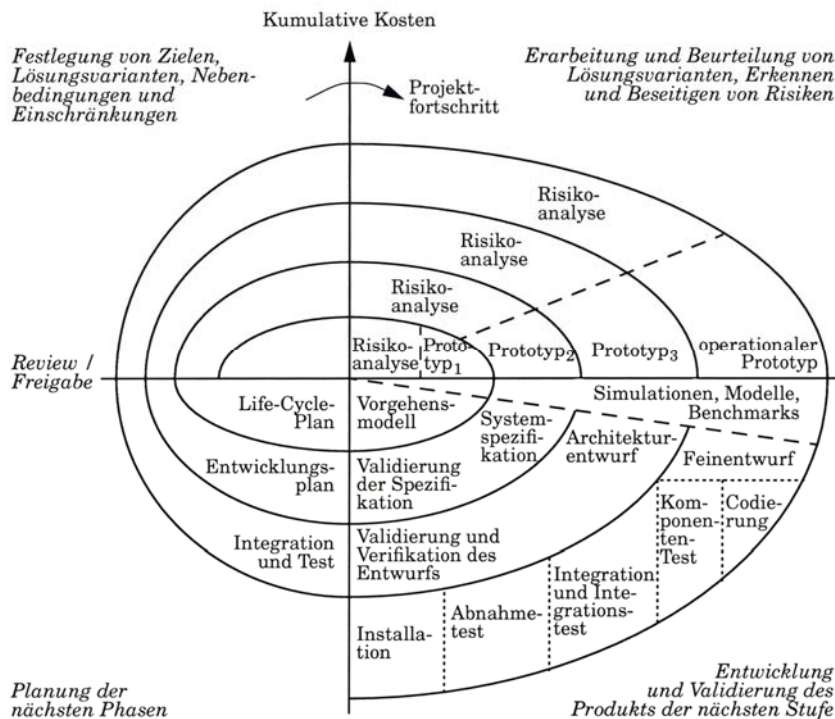 Kumulative Kosten
Festlegung von Zielen,
Lösungsvarianten, Neben-
bedingungen und
Einschränkungen
Projekt-
fortschritt
Erarbeitung und Beurteilung von
Lösungsvarianten, Erkennen
und Beseitigen von Risiken
Risiko-
analyse
Risiko-
analyse
Risiko-
analyse
Risiko-
analyse
Proto-
typ1
Prototyp2
Prototyp3
operationaler
Prototyp
Review /
Freigabe
Simulationen, Modelle,
Benchmarks
Life-Cycle-
Plan
Vorgehens-
modell
System-
spezifi-
kation
Architektur-
entwurf
Feinentwurf
Entwicklungs-
plan
Validierung
der Spezifi-
kation
Kom-
ponen-
ten-
Test
Codie-
rung
Integration
und Test
Validierung und
Verifikation des
Entwurfs
Integration
und Inte-
grations-
test
Abnahme-
test
Installa-
tion
Planung der
nächsten Phasen
Entwicklung
und Validierung des
Produkts der nächsten Stufe